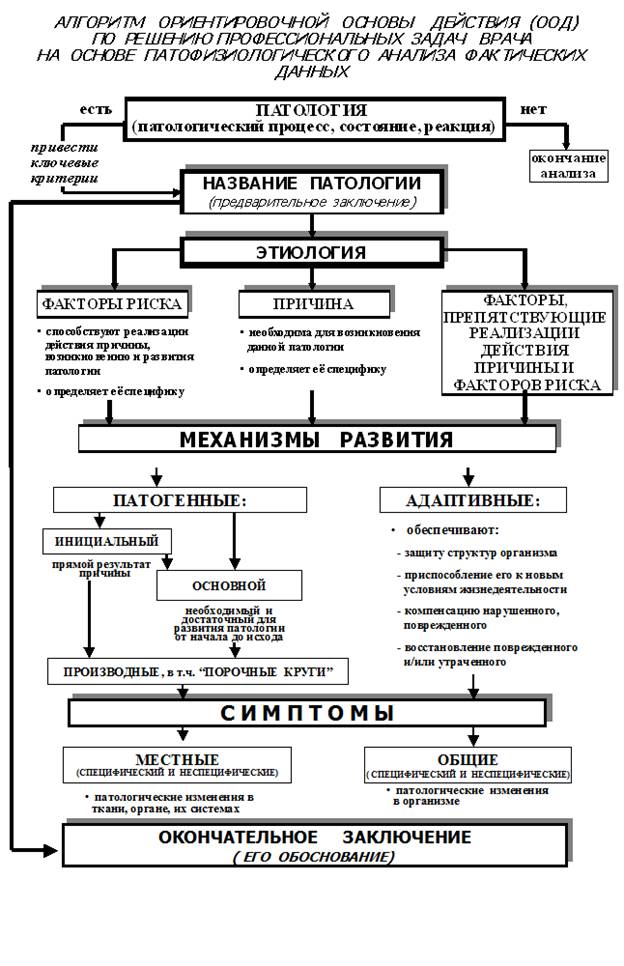 АЛГОРИТМ ОРИЕНТИРОВОЧНОЙ ОСНОВЫ ДЕЙСТВИЯ (ООД)
ПО РЕШЕНИЮ ПРОФЕССИОНАЛЬНЫХ ЗАДАЧ ВРАЧА
НА ОСНОВЕ ПАТОФИЗИОЛОГИЧЕСКОГО АНАЛИЗА ФАКТИЧЕСКИХ
ДАННЫХ
есть
ПАТОЛОГИЯ
(патологический процесс, состояние, реакция)
нет
привести
ключевые
критерии
окончание
анализа
НАЗВАНИЕ ПАТОЛОГИИ
(предварительное заключение)
ЭТИОЛОГИЯ
ФАКТОРЫ РИСКА
• способствуют реализации
действия причины,
возникновению и развития
патологии
• определяет её специфику
ПРИЧИНА
• необходима для возникновения
данной патологии
• определяет её специфику
ФАКТОРЫ,
ПРЕПЯТСТВУЮЩИЕ
РЕАЛИЗАЦИИ
ДЕЙСТВИЯ
ПРИЧИНЫ И
ФАКТОРОВ РИСКА
МЕХАНИЗМЫ РАЗВИТИЯ
ПАТОГЕННЫЕ:
ИНИЦИАЛЬНЫЙ
прямой результат
причины
ОСНОВНОЙ
необходимый и
достаточный для
развития патологии
от начала до исхода
ПРОИЗВОДНЫЕ, в т.ч. “ПОРОЧНЫЕ КРУГИ”
АДАПТИВНЫЕ:
• обеспечивают:
- защиту структур организма
- приспособление его к новым
условиям жизнедеятельности
- компенсацию нарушенного,
поврежденного
- восстановление поврежденного
и/или утраченного
СИМПТОМЫ
МЕСТНЫЕ
(СПЕЦИФИЧЕСКИЙ И НЕСПЕЦИФИЧЕСКИЕ)
• патологические изменения в
ткани, органе, их системах
ОБЩИЕ
(СПЕЦИФИЧЕСКИЙ И НЕСПЕЦИФИЧЕСКИЕ)
• патологические изменения
в организме
ОКОНЧАТЕЛЬНОЕ ЗАКЛЮЧЕНИЕ
( ЕГО ОБОСНОВАНИЕ)